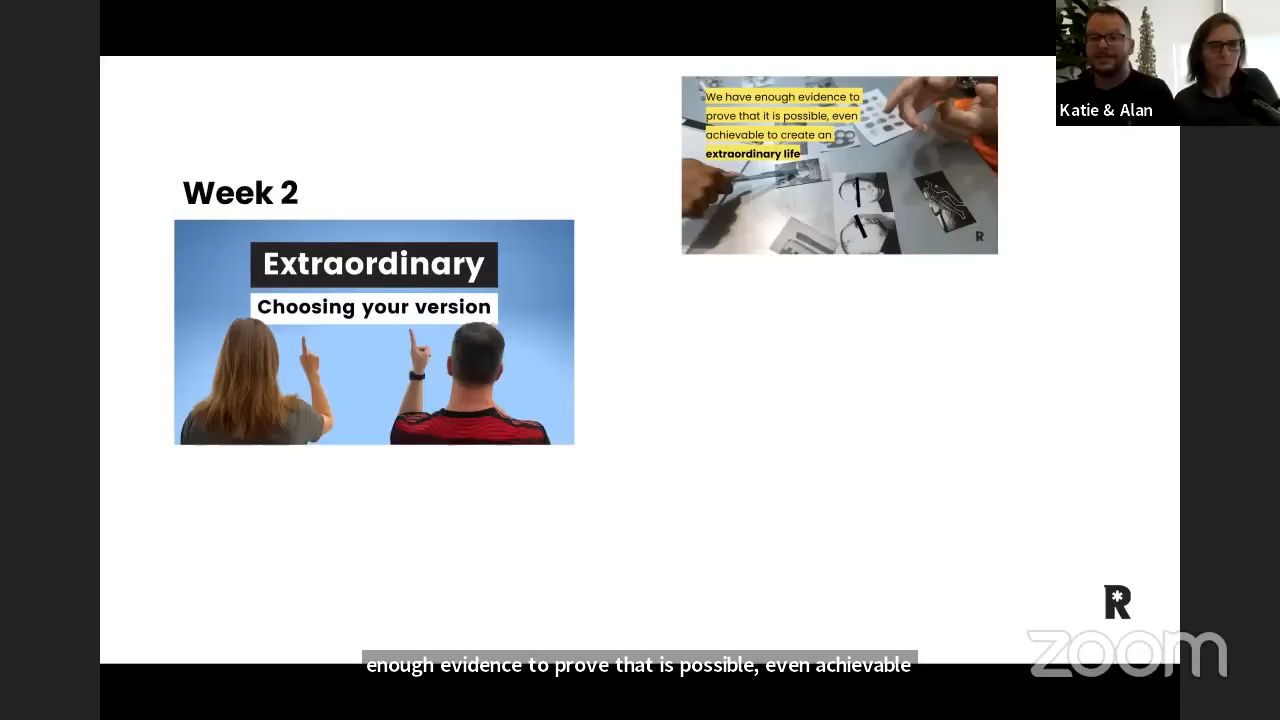 Katie & Alan
We have enough evidence to
prove that it is possible, even
achievable to create an
extraordinary life
R
Week 2
Extraordinary
Choosing your version
R
zoom
enough evidence to prove that is possible, even achievable